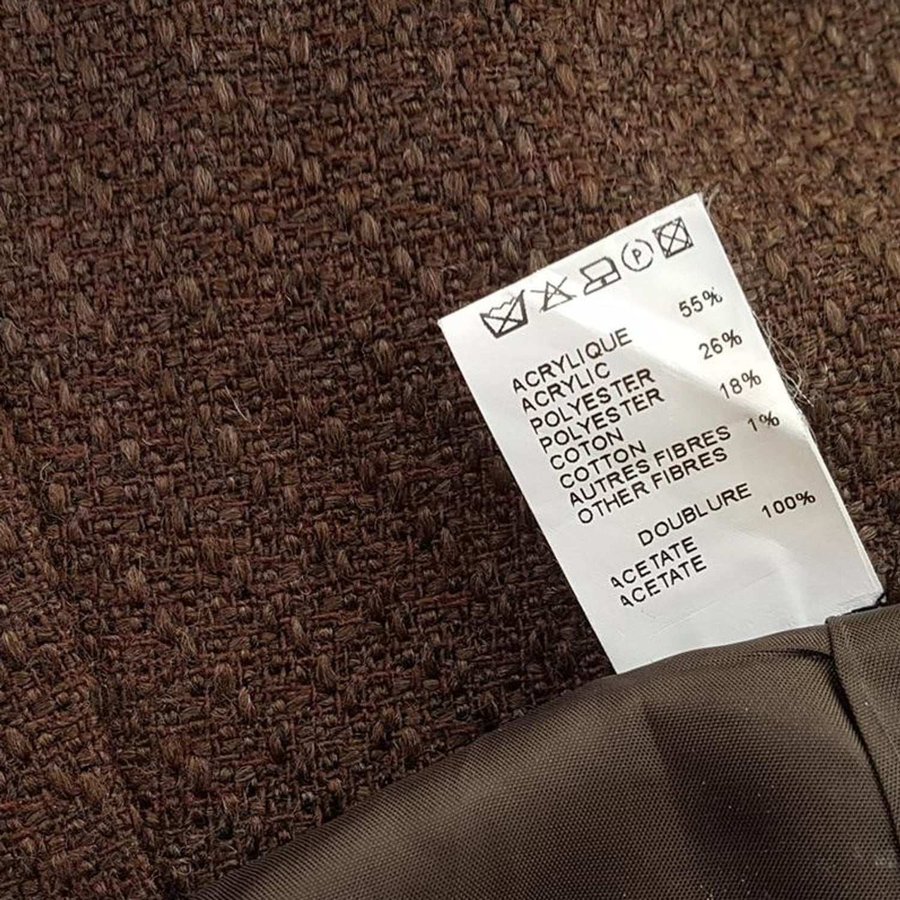 P
ACRYLIQUE 55%
ACRYLIC
POLYESTER 26%
POLYESTER
COTON 18%
COTTON
AUTRES FIBRES 1%
OTHER FIBRES
DOUBLURE
ACETATE 100%
ACETATE